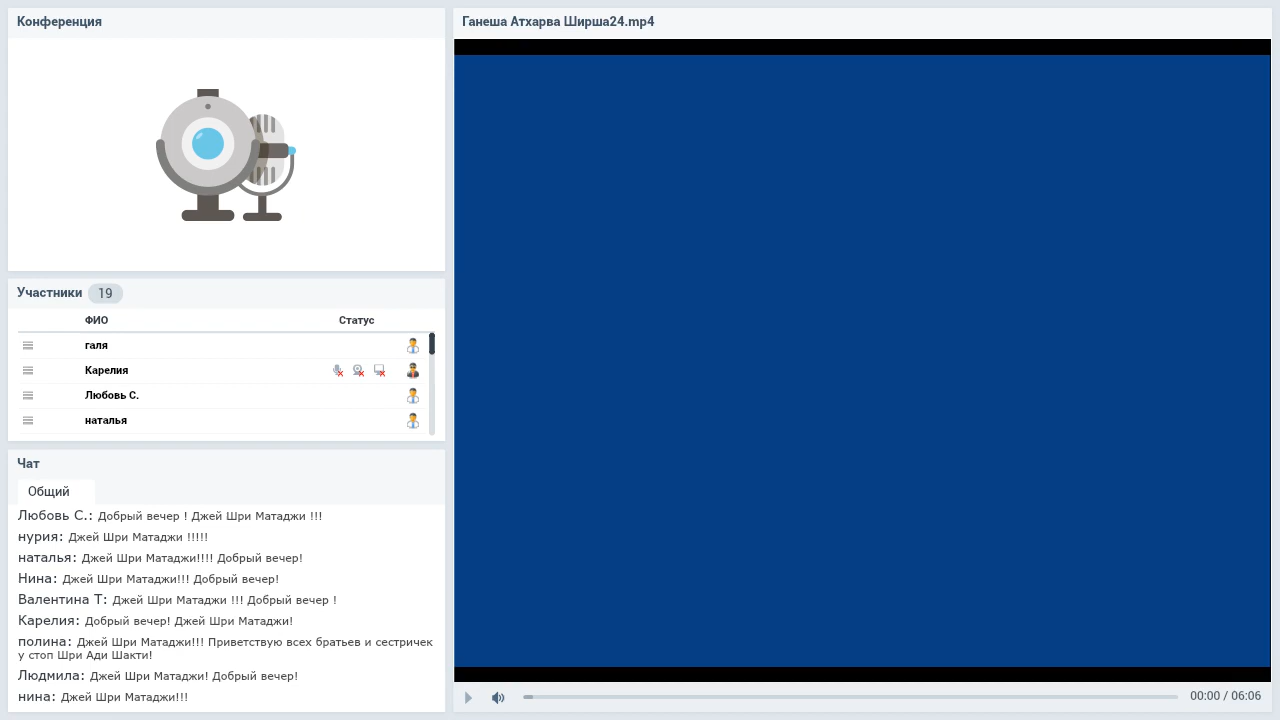 Конференция
Ганеша Атхарва Ширша24.mp4
Участники 19
ФИО Статус
галя
Карелия
Любовь С.
наталья
Чат
Общий
Любовь С.: Добрый вечер ! Джей Шри Матаджи !!!
нурия: Джей Шри Матаджи !!!!!
наталья: Джей Шри Матаджи!!!! Добрый вечер!
Нина: Джей Шри Матаджи!!! Добрый вечер!
Валентина Т: Джей Шри Матаджи !!! Добрый вечер !
Карелия: Добрый вечер! Джей Шри Матаджи!
полина: Джей Шри Матаджи!!! Приветствую всех братьев и сестричек
у стоп Шри Ади Шакти!
Людмила: Джей Шри Матаджи! Добрый вечер!
нина: Джей Шри Матаджи!!!
00:00 / 06:06